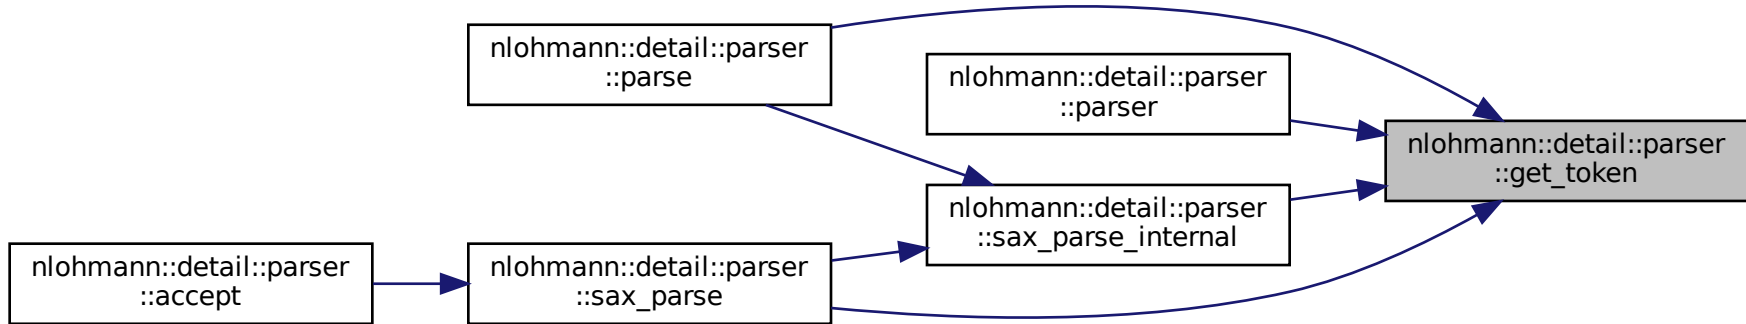 nlohmann::detail::parser
::parse
nlohmann::detail::parser
::parser
nlohmann::detail::parser
::get_token
nlohmann::detail::parser
::sax_parse_internal
nlohmann::detail::parser
::accept
nlohmann::detail::parser
::sax_parse